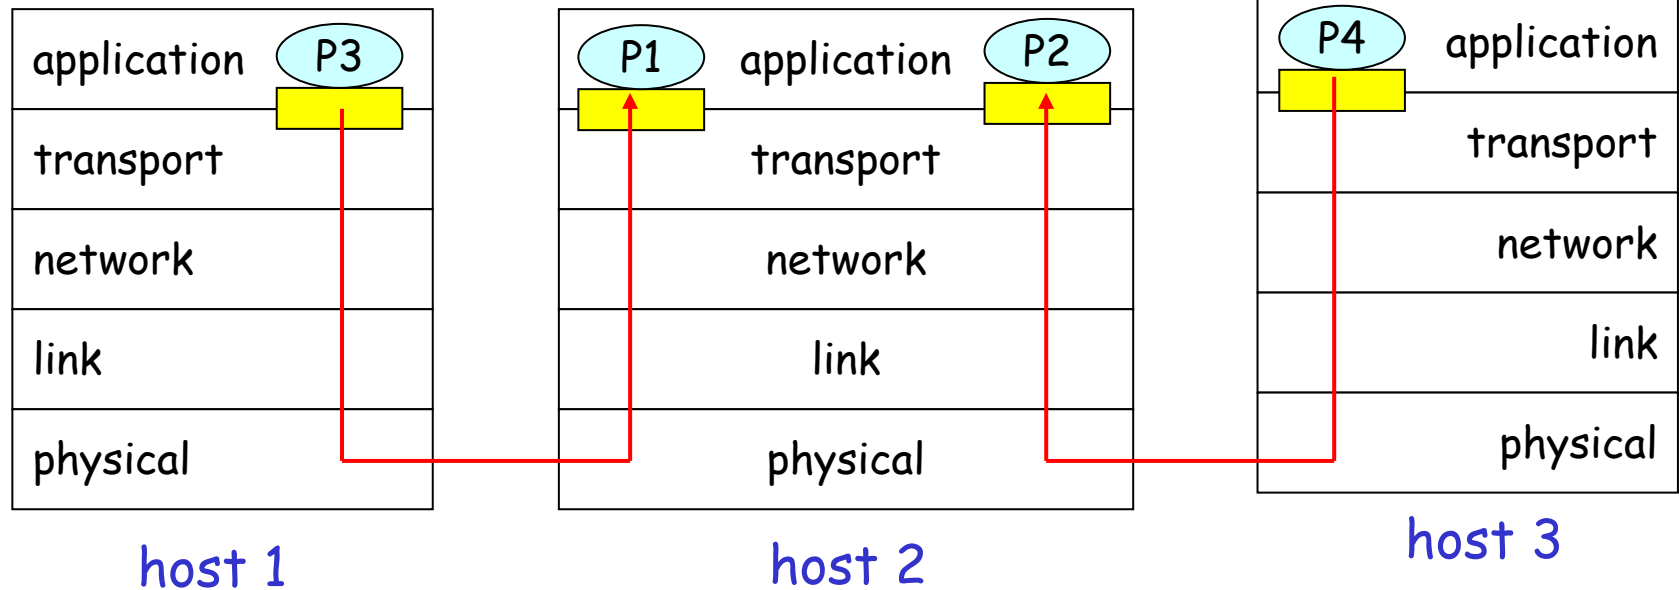 application P3
transport
network
link
physical
host 1
P1 application P2
transport
network
link
physical
host 2
P4 application
transport
network
link
physical
host 3